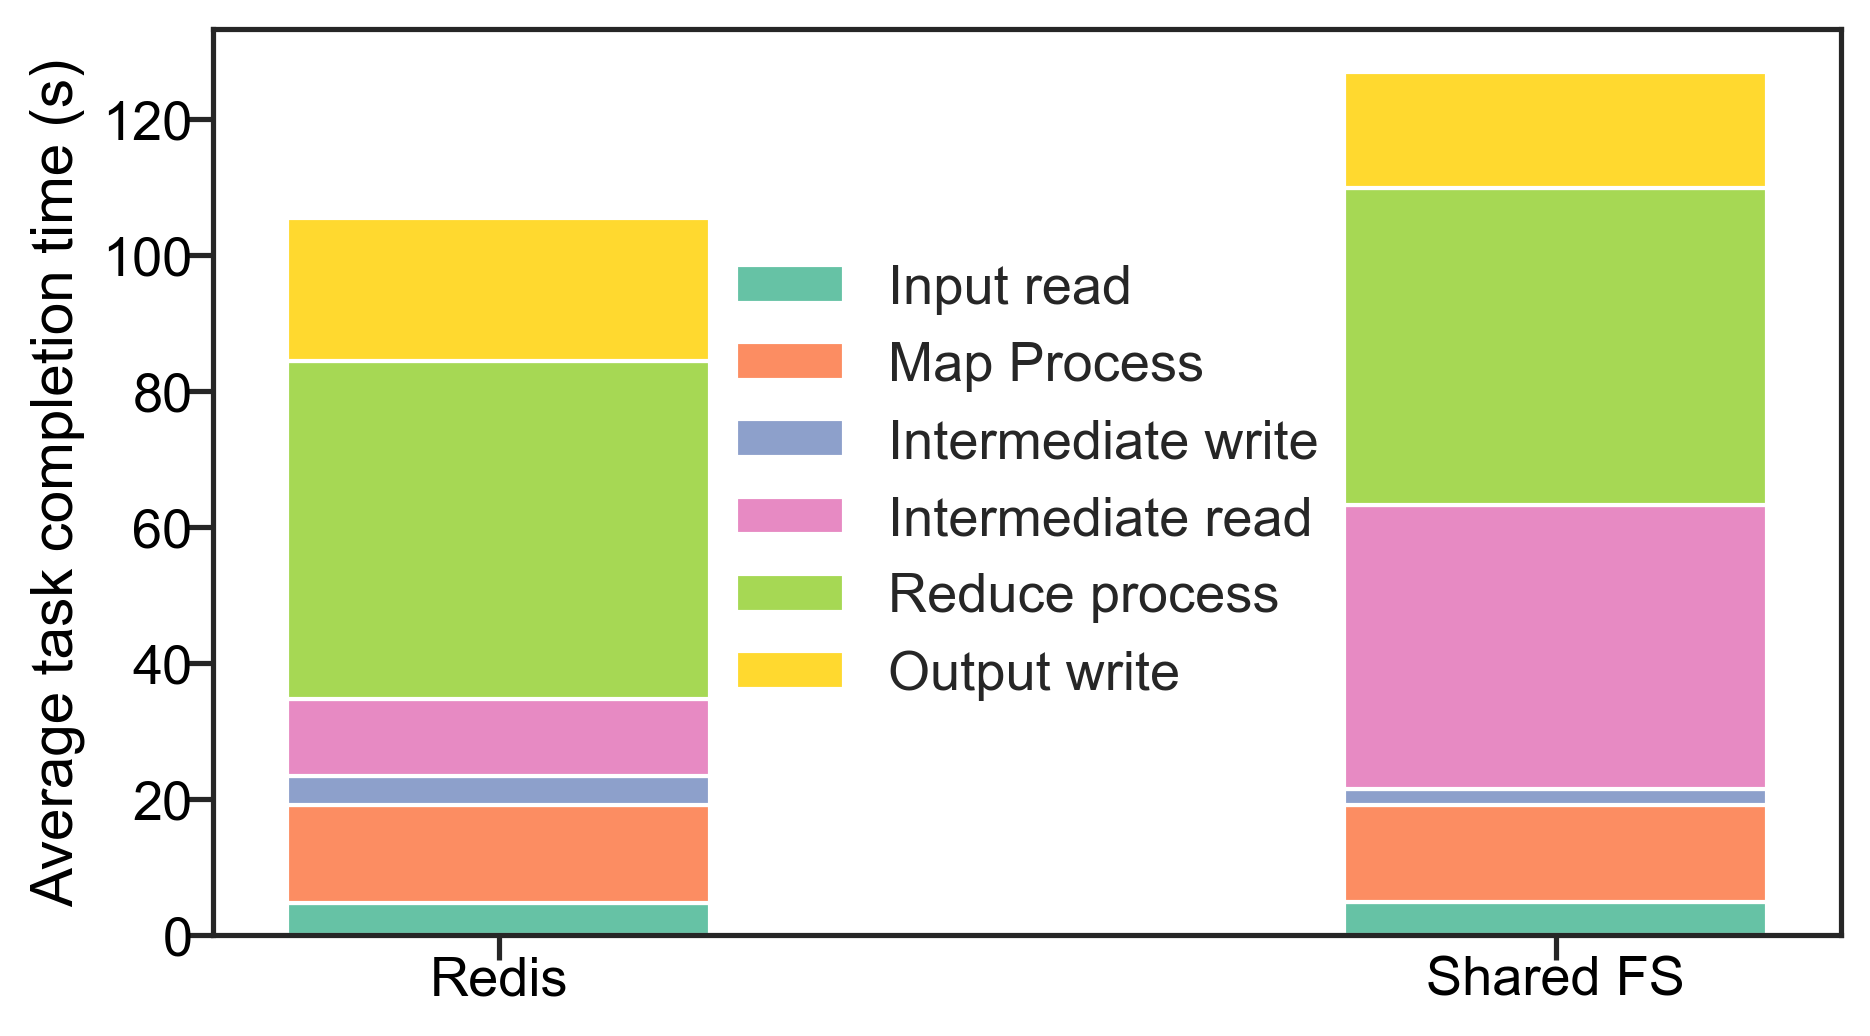 Average task completion time (s)
120
100
80
60
40
20
0
Input read
Map Process
Intermediate write
Intermediate read
Reduce process
Output write
Redis
Shared FS